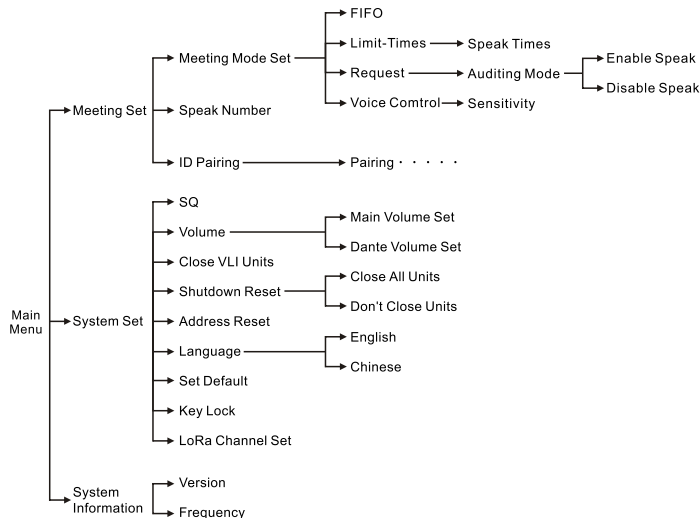 FIFO
Limit-Times
Speak Times
Meeting Mode Set
Request
Auditing Mode
Enable Speak
Disable Speak
Voice Comtrol
Sensitivity
Meeting Set
Speak Number
ID Pairing
Pairing · · · · ·
SQ
Volume
Main Volume Set
Dante Volume Set
Close VLI Units
Shutdown Reset
Close All Units
Don't Close Units
Main
Menu
System Set
Address Reset
Language
English
Chinese
Set Default
Key Lock
LoRa Channel Set
System
Information
Version
Frequency